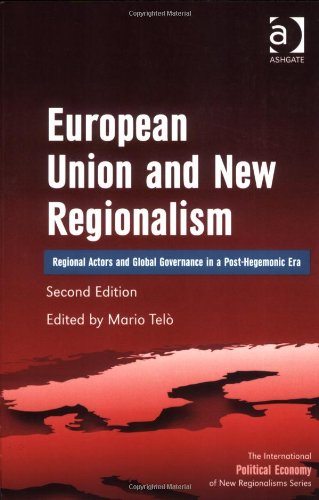 a
ASHGATE
European
Union and New
Regionalism
Regional Actors and Global Governance in a Post-Hegemonic Era
Second Edition
Edited by Mario Telò
The International
Political Economy
of New Regionalisms Series